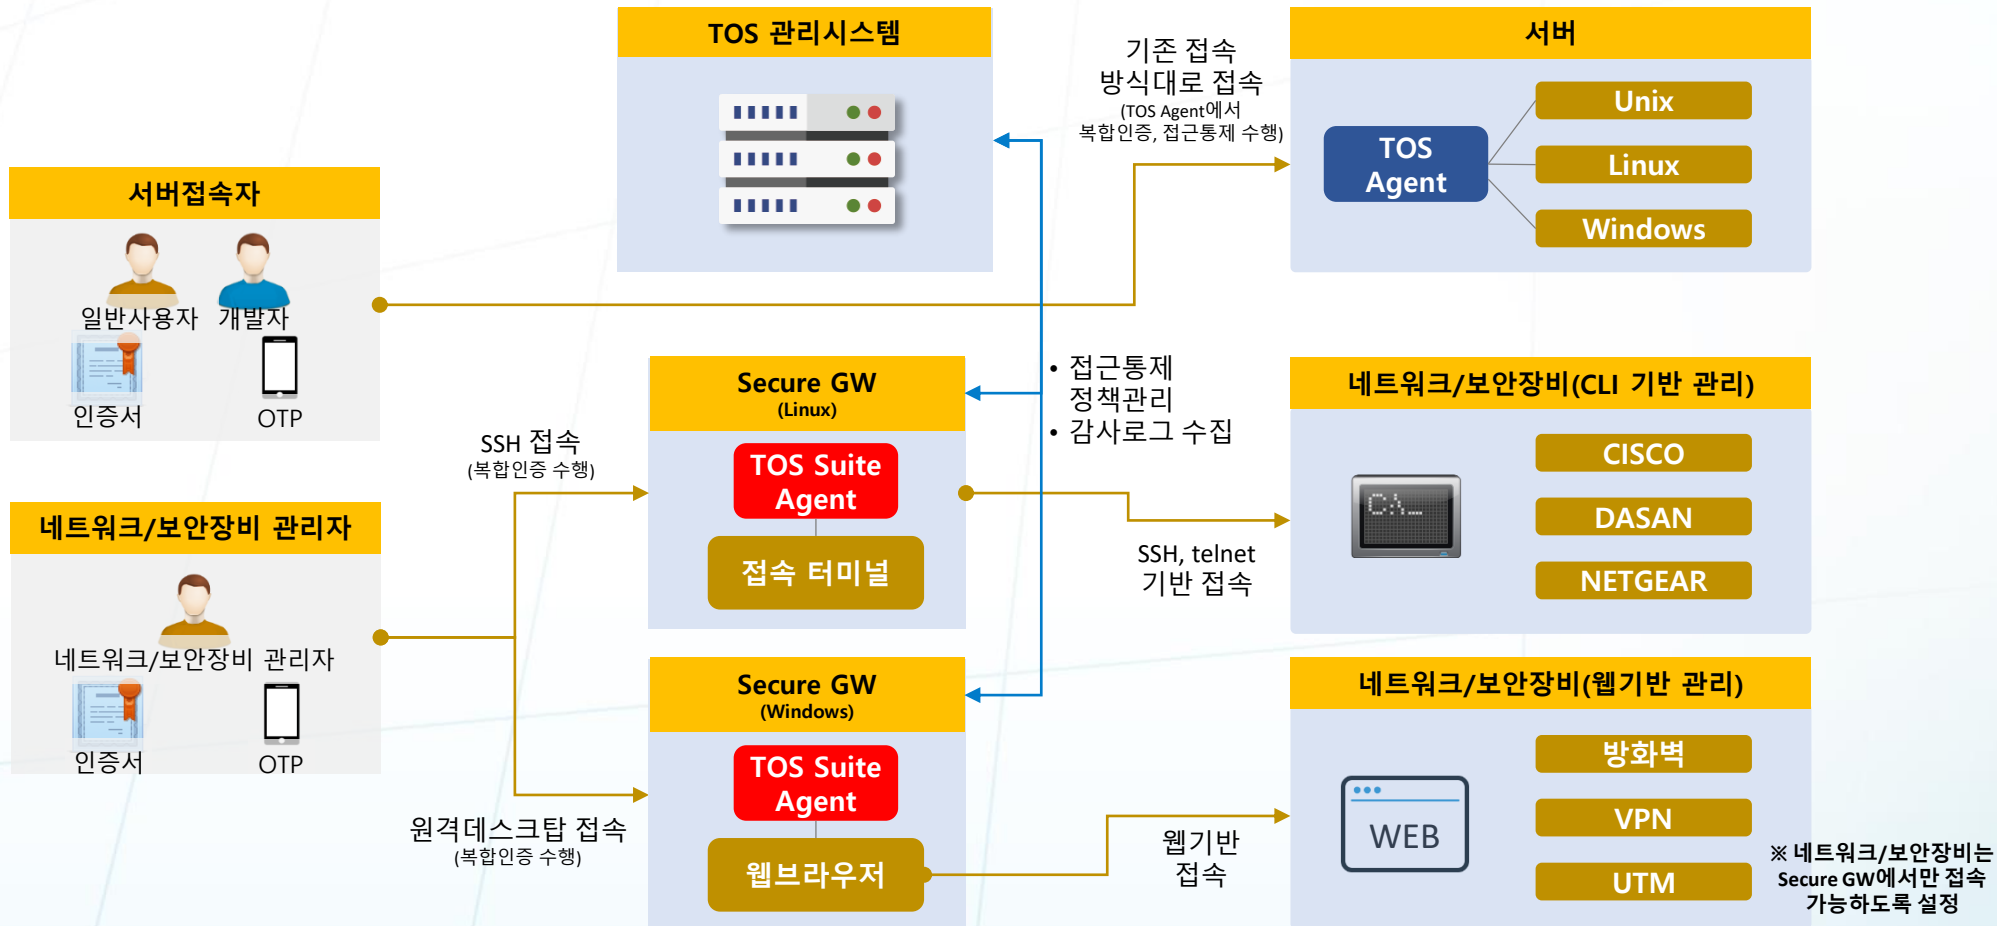 TOS 관리시스템
기존 접속
방식대로 접속
(TOS Agent에서
복합인증, 접근통제 수행)
서버
TOS
Agent
Unix
Linux
Windows
서버접속자
일반사용자
개발자
인증서
OTP
네트워크/보안장비 관리자
네트워크/보안장비 관리자
인증서
OTP
SSH 접속
(복합인증 수행)
원격데스크탑 접속
(복합인증 수행)
Secure GW
(Linux)
TOS Suite
Agent
접속 터미널
• 접근통제
정책관리
• 감사로그 수집
Secure GW
(Windows)
TOS Suite
Agent
웹브라우저
SSH, telnet
기반 접속
네트워크/보안장비(CLI 기반 관리)
C:\_
CISCO
DASAN
NETGEAR
웹기반
접속
네트워크/보안장비(웹기반 관리)
WEB
방화벽
VPN
UTM
※ 네트워크/보안장비는
Secure GW에서만 접속
가능하도록 설정